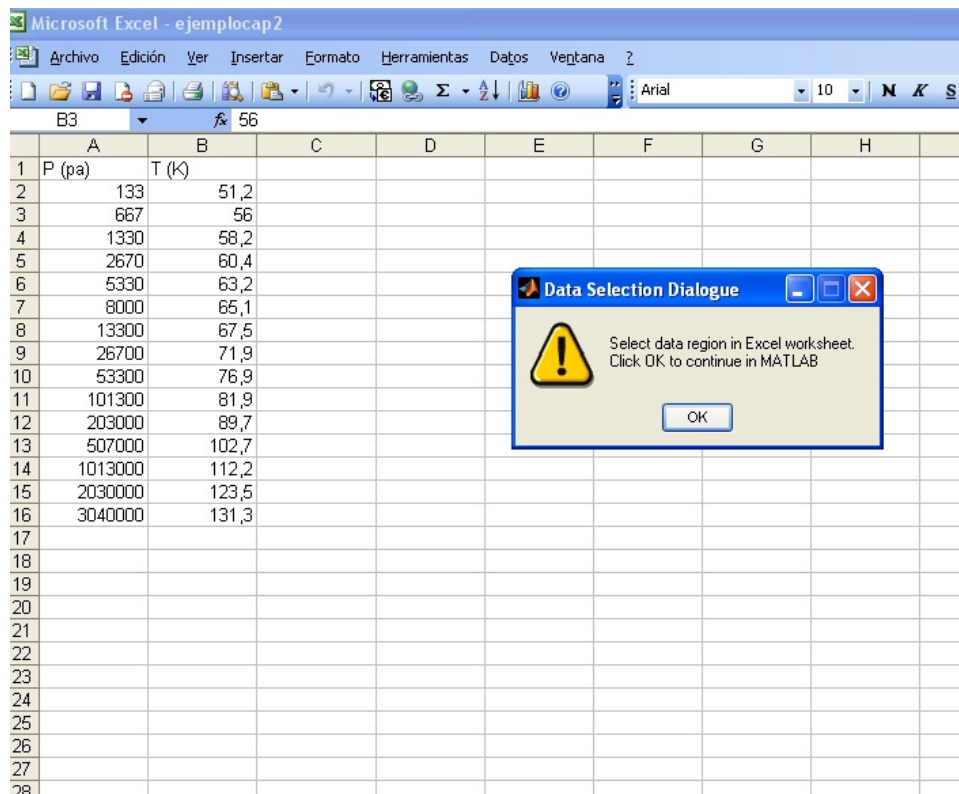 Microsoft Excel - ejemplocap2
Archivo Edición Ver Insertar Formato Herramientas Datos Ventana ?
Arial 10 N K S
B3 fx 56
A B C D E F G H
1 P (pa) T (K)
2 133 51,2
3 667 56
4 1330 58,2
5 2670 60,4
6 5330 63,2
7 8000 65,1
8 13300 67,5
9 26700 71,9
10 53300 76,9
11 101300 81,9
12 203000 89,7
13 507000 102,7
14 1013000 112,2
15 2030000 123,5
16 3040000 131,3
17
18
19
20
21
22
23
24
25
26
27
28
Data Selection Dialogue
Select data region in Excel worksheet.
Click OK to continue in MATLAB
OK